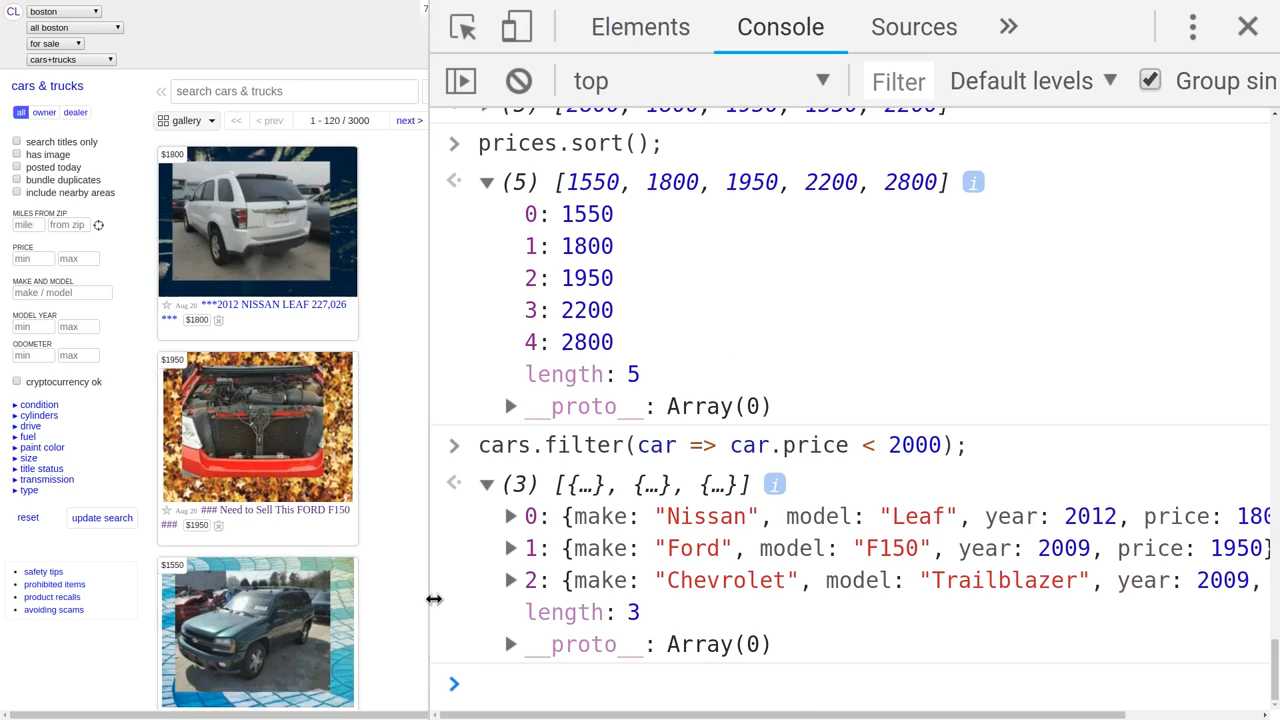 CL
boston
all boston
for sale
cars+trucks
7
cars & trucks
all owner dealer
search titles only
has image
posted today
bundle duplicates
include nearby areas
MILES FROM ZIP
mile from zip
PRICE
min max
MAKE AND MODEL
make / model
MODEL YEAR
min max
ODOMETER
min max
cryptocurrency ok
▸ condition
▸ cylinders
▸ drive
▸ fuel
▸ paint color
▸ size
▸ title status
▸ transmission
▸ type
reset update search
safety tips
prohibited items
product recalls
avoiding scams
« search cars & trucks
gallery << < prev 1 - 120 / 3000 next >
$1800
Aug 20 ***2012 NISSAN LEAF 227,026
*** $1800
$1950
Aug 20 ### Need to Sell This FORD F150
### $1950
$1550
Elements Console Sources »
top Filter Default levels Group sin
(5) [2800, 1800, 1950, 1550, 2200]
prices.sort();
(5) [1550, 1800, 1950, 2200, 2800] i
0: 1550
1: 1800
2: 1950
3: 2200
4: 2800
length: 5
__proto__: Array(0)
cars.filter(car => car.price < 2000);
(3) [{…}, {…}, {…}] i
0: {make: "Nissan", model: "Leaf", year: 2012, price: 180
1: {make: "Ford", model: "F150", year: 2009, price: 1950}
2: {make: "Chevrolet", model: "Trailblazer", year: 2009,
length: 3
__proto__: Array(0)